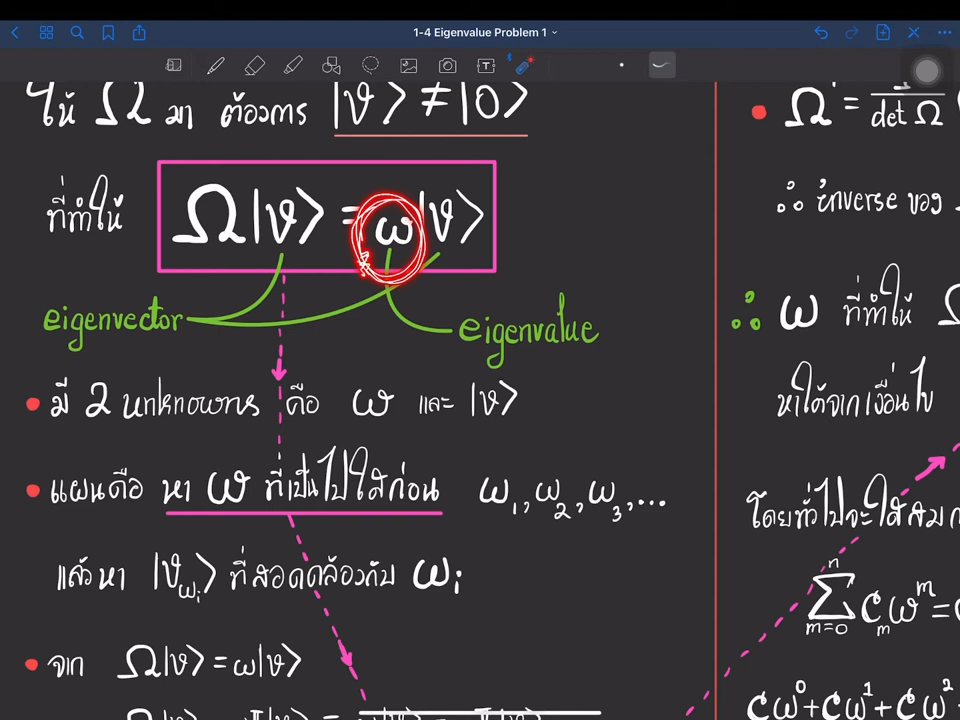 1-4 Eigenvalue Problem 1
ให้ Ω มา ต้องการ |v⟩ ≠ |0⟩
ที่ทำให้ Ω|v⟩ = ω|v⟩
eigenvector
eigenvalue
• มี 2 unknowns คือ ω และ |v⟩
• แผนคือ หา ω ที่เป็นไปได้ก่อน ω₁, ω₂, ω₃, ...
แล้วหา |v_ωᵢ⟩ ที่สอดคล้องกับ ωᵢ
• จาก Ω|v⟩ = ω|v⟩
• Ω⁻¹ = 1/det Ω
∴ inverse ของ
∴ ω ที่ทำให้ Ω
หาได้จากเงื่อนไข
โดยทั่วไปจะได้สมก
∑ₘ₌₀ⁿ Cₘωᵐ =
Cω⁰+Cω¹+Cω²